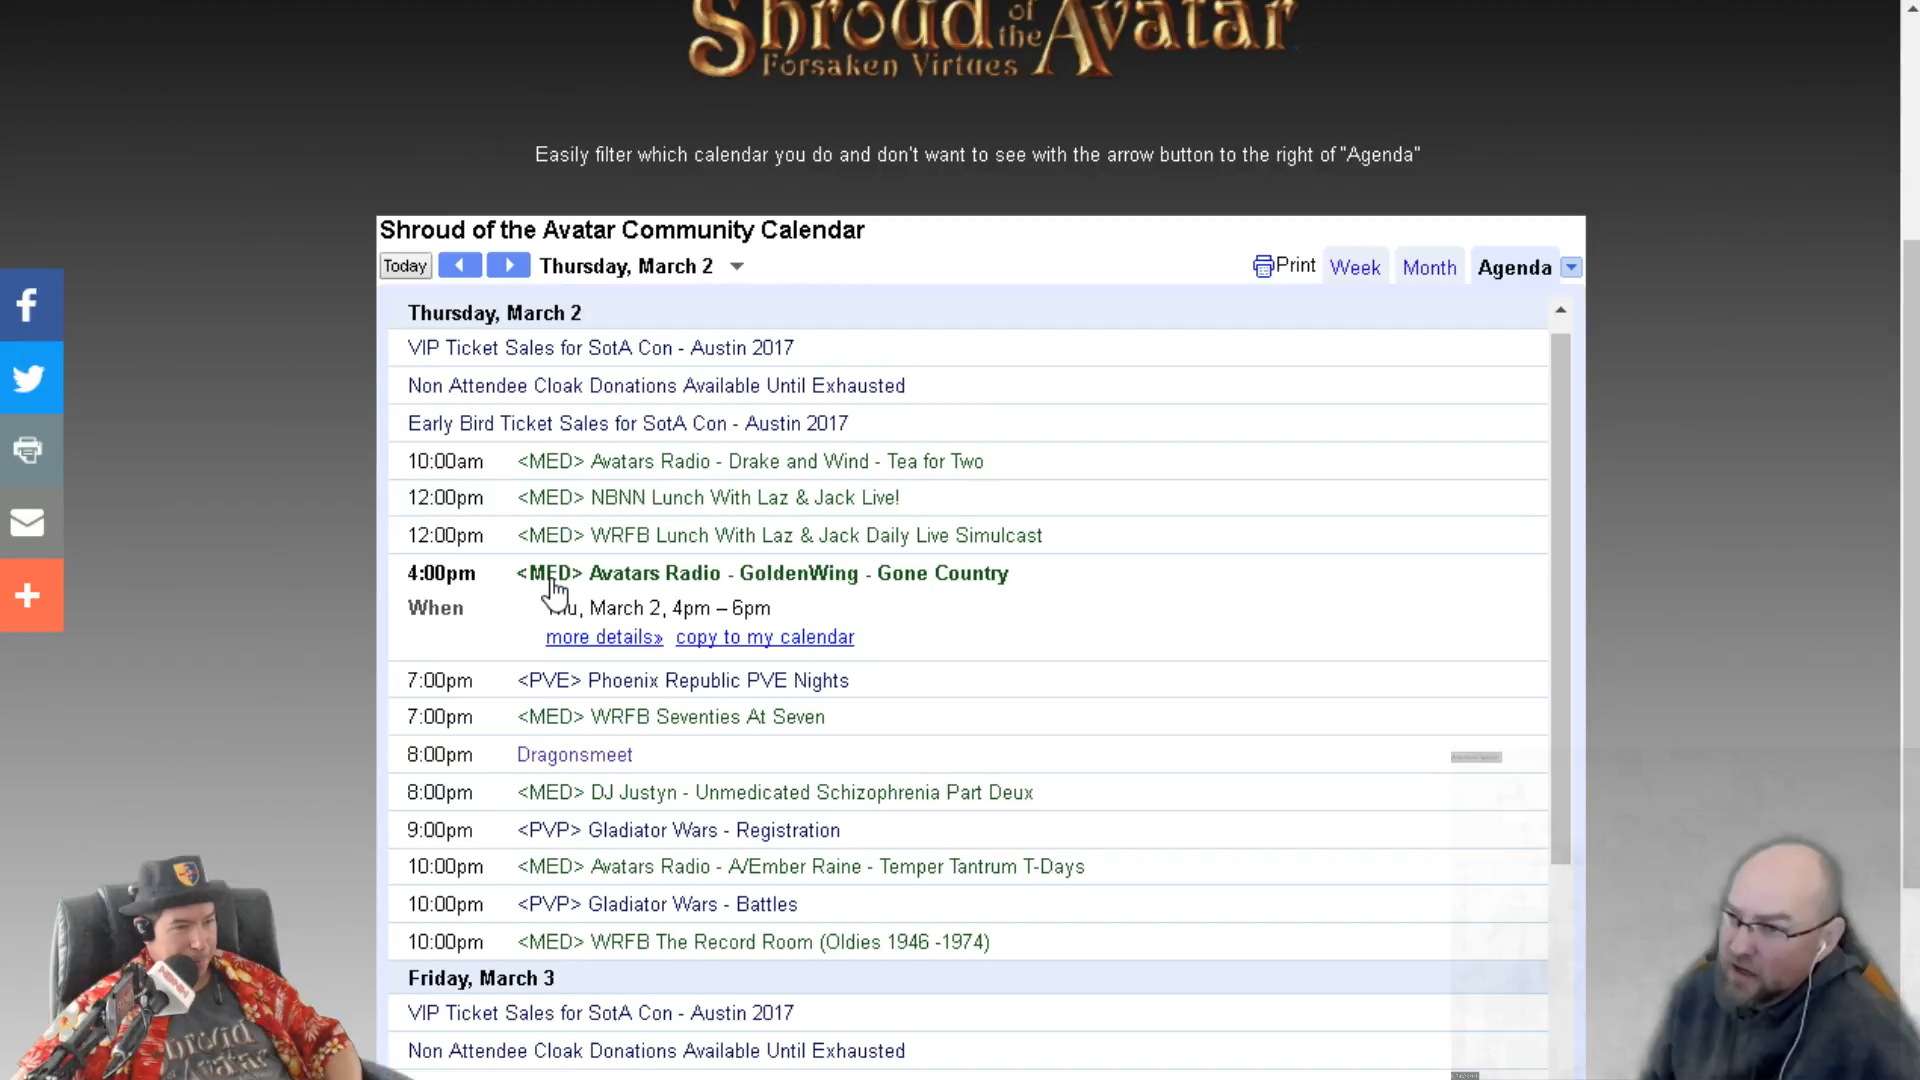 Shroud of the Avatar
Forsaken Virtues
Easily filter which calendar you do and don't want to see with the arrow button to the right of "Agenda"
Shroud of the Avatar Community Calendar
Today Thursday, March 2 Print Week Month Agenda
Thursday, March 2
VIP Ticket Sales for SotA Con - Austin 2017
Non Attendee Cloak Donations Available Until Exhausted
Early Bird Ticket Sales for SotA Con - Austin 2017
10:00am <MED> Avatars Radio - Drake and Wind - Tea for Two
12:00pm <MED> NBNN Lunch With Laz & Jack Live!
12:00pm <MED> WRFB Lunch With Laz & Jack Daily Live Simulcast
4:00pm <MED> Avatars Radio - GoldenWing - Gone Country
When Thu, March 2, 4pm – 6pm
more details» copy to my calendar
7:00pm <PVE> Phoenix Republic PVE Nights
7:00pm <MED> WRFB Seventies At Seven
8:00pm Dragonsmeet
8:00pm <MED> DJ Justyn - Unmedicated Schizophrenia Part Deux
9:00pm <PVP> Gladiator Wars - Registration
10:00pm <MED> Avatars Radio - A/Ember Raine - Temper Tantrum T-Days
10:00pm <PVP> Gladiator Wars - Battles
10:00pm <MED> WRFB The Record Room (Oldies 1946 -1974)
Friday, March 3
VIP Ticket Sales for SotA Con - Austin 2017
Non Attendee Cloak Donations Available Until Exhausted
Shroud
Avatar